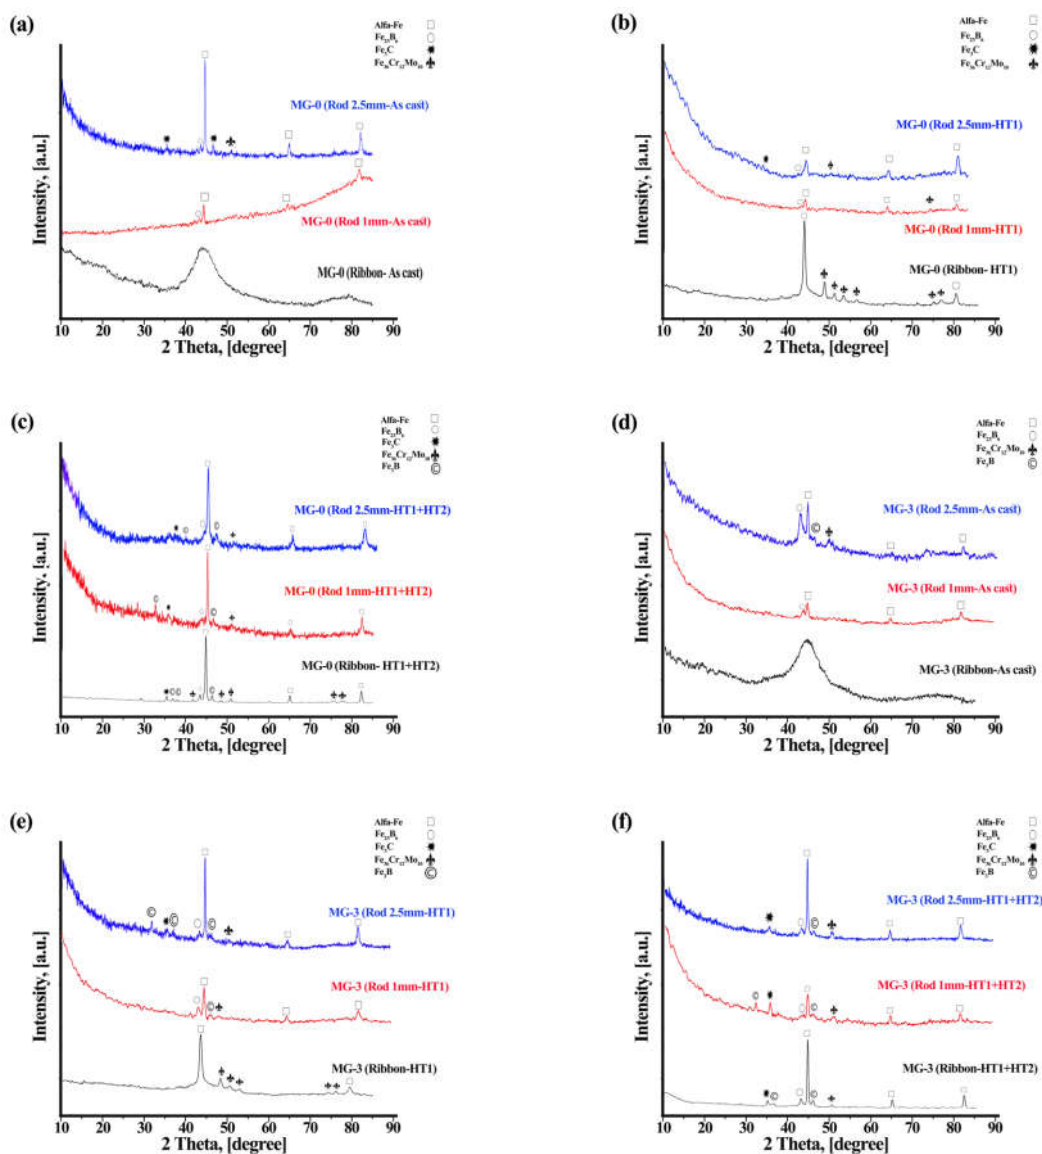 (a)
Alfa-Fe □
Fe₂₃B₆ ○
Fe₃C ✷
Fe₃₆Cr₁₂Mo₁₀ ♣
MG-0 (Rod 2.5mm-As cast)
MG-0 (Rod 1mm-As cast)
MG-0 (Ribbon- As cast)
Intensity, [a.u.]
10 20 30 40 50 60 70 80 90
2 Theta, [degree]
(b)
Alfa-Fe □
Fe₂₃B₆ ○
Fe₃C ✷
Fe₃₆Cr₁₂Mo₁₀ ♣
MG-0 (Rod 2.5mm-HT1)
MG-0 (Rod 1mm-HT1)
MG-0 (Ribbon- HT1)
Intensity, [a.u.]
10 20 30 40 50 60 70 80 90
2 Theta, [degree]
(c)
Alfa-Fe □
Fe₂₃B₆ ○
Fe₃C ✷
Fe₃₆Cr₁₂Mo₁₀ ♣
Fe₃B ©
MG-0 (Rod 2.5mm-HT1+HT2)
MG-0 (Rod 1mm-HT1+HT2)
MG-0 (Ribbon- HT1+HT2)
Intensity, [a.u.]
10 20 30 40 50 60 70 80 90
2 Theta, [degree]
(d)
Alfa-Fe □
Fe₂₃B₆ ○
Fe₃₆Cr₁₂Mo₁₀ ♣
Fe₃B ©
MG-3 (Rod 2.5mm-As cast)
MG-3 (Rod 1mm-As cast)
MG-3 (Ribbon-As cast)
Intensity, [a.u.]
10 20 30 40 50 60 70 80 90
2 Theta, [degree]
(e)
Alfa-Fe □
Fe₂₃B₆ ○
Fe₃C ✷
Fe₃₆Cr₁₂Mo₁₀ ♣
Fe₃B ©
MG-3 (Rod 2.5mm-HT1)
MG-3 (Rod 1mm-HT1)
MG-3 (Ribbon-HT1)
Intensity, [a.u.]
10 20 30 40 50 60 70 80 90
2 Theta, [degree]
(f)
Alfa-Fe □
Fe₂₃B₆ ○
Fe₃C ✷
Fe₃₆Cr₁₂Mo₁₀ ♣
Fe₃B ©
MG-3 (Rod 2.5mm-HT1+HT2)
MG-3 (Rod 1mm-HT1+HT2)
MG-3 (Ribbon-HT1+HT2)
Intensity, [a.u.]
10 20 30 40 50 60 70 80 90
2 Theta, [degree]